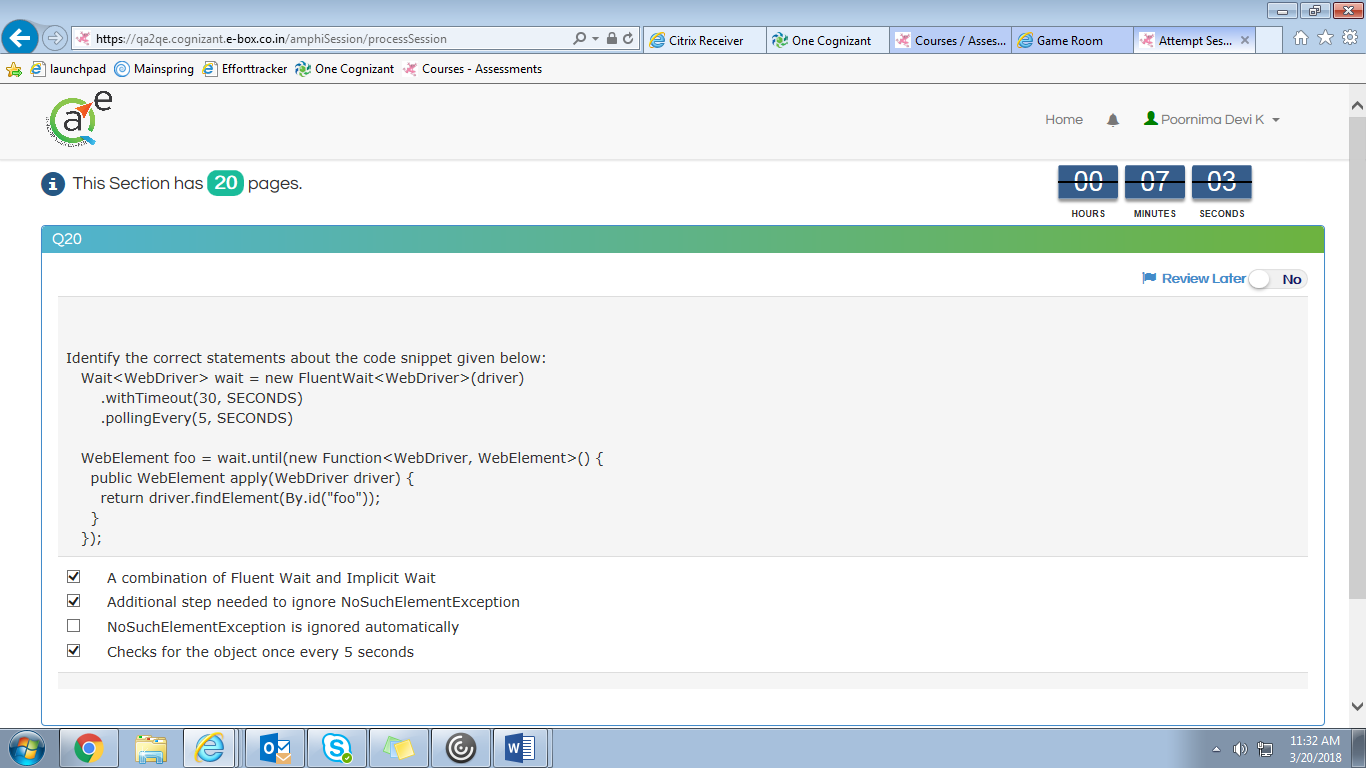 https://qa2qe.cognizant.e-box.co.in/amphiSession/processSession
Citrix Receiver
One Cognizant
Courses / Asses...
Game Room
Attempt Ses...
launchpad
Mainspring
Efforttracker
One Cognizant
Courses - Assessments
a e
Home
Poornima Devi K
This Section has 20 pages.
00 07 03
HOURS MINUTES SECONDS
Q20
Review Later No
Identify the correct statements about the code snippet given below:
Wait<WebDriver> wait = new FluentWait<WebDriver>(driver)
.withTimeout(30, SECONDS)
.pollingEvery(5, SECONDS)
WebElement foo = wait.until(new Function<WebDriver, WebElement>() {
public WebElement apply(WebDriver driver) {
return driver.findElement(By.id("foo"));
}
});
A combination of Fluent Wait and Implicit Wait
Additional step needed to ignore NoSuchElementException
NoSuchElementException is ignored automatically
Checks for the object once every 5 seconds
11:32 AM
3/20/2018